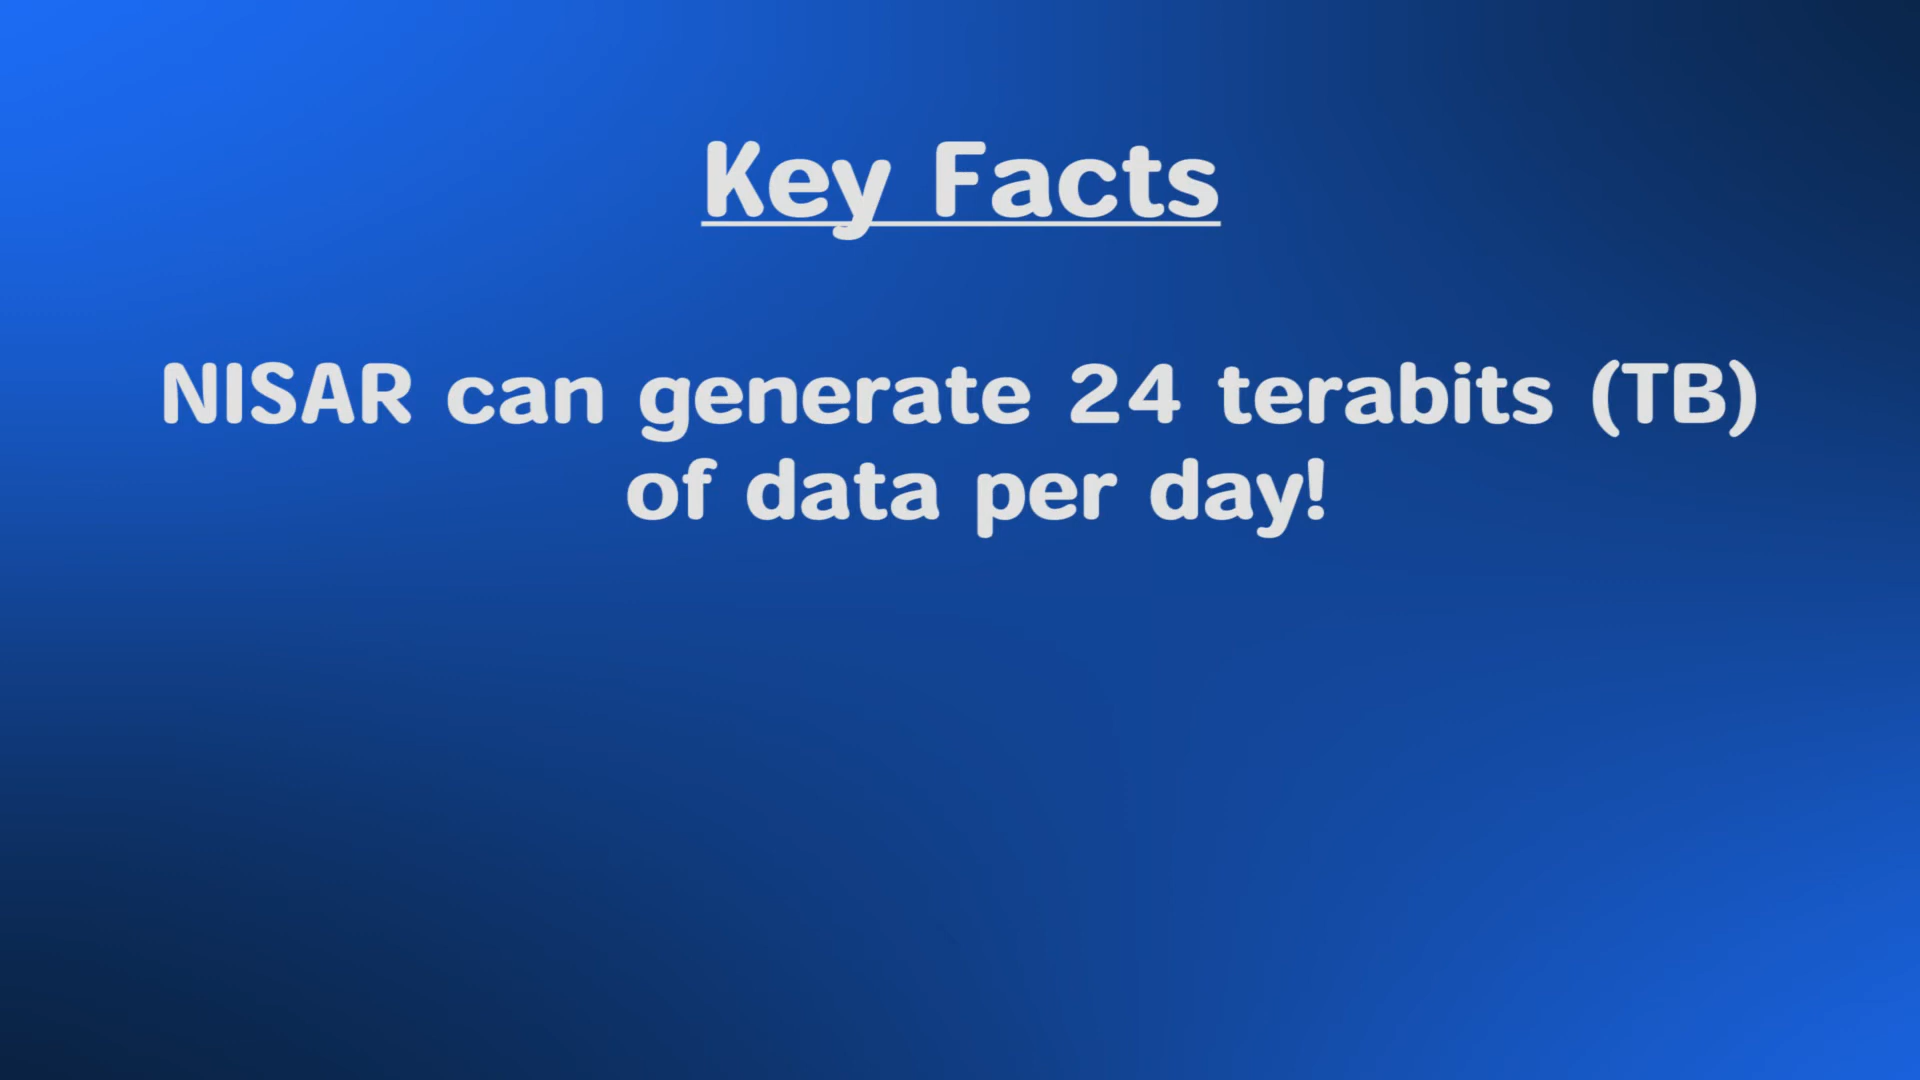 Key Facts
NISAR can generate 24 terabits (TB)
of data per day!